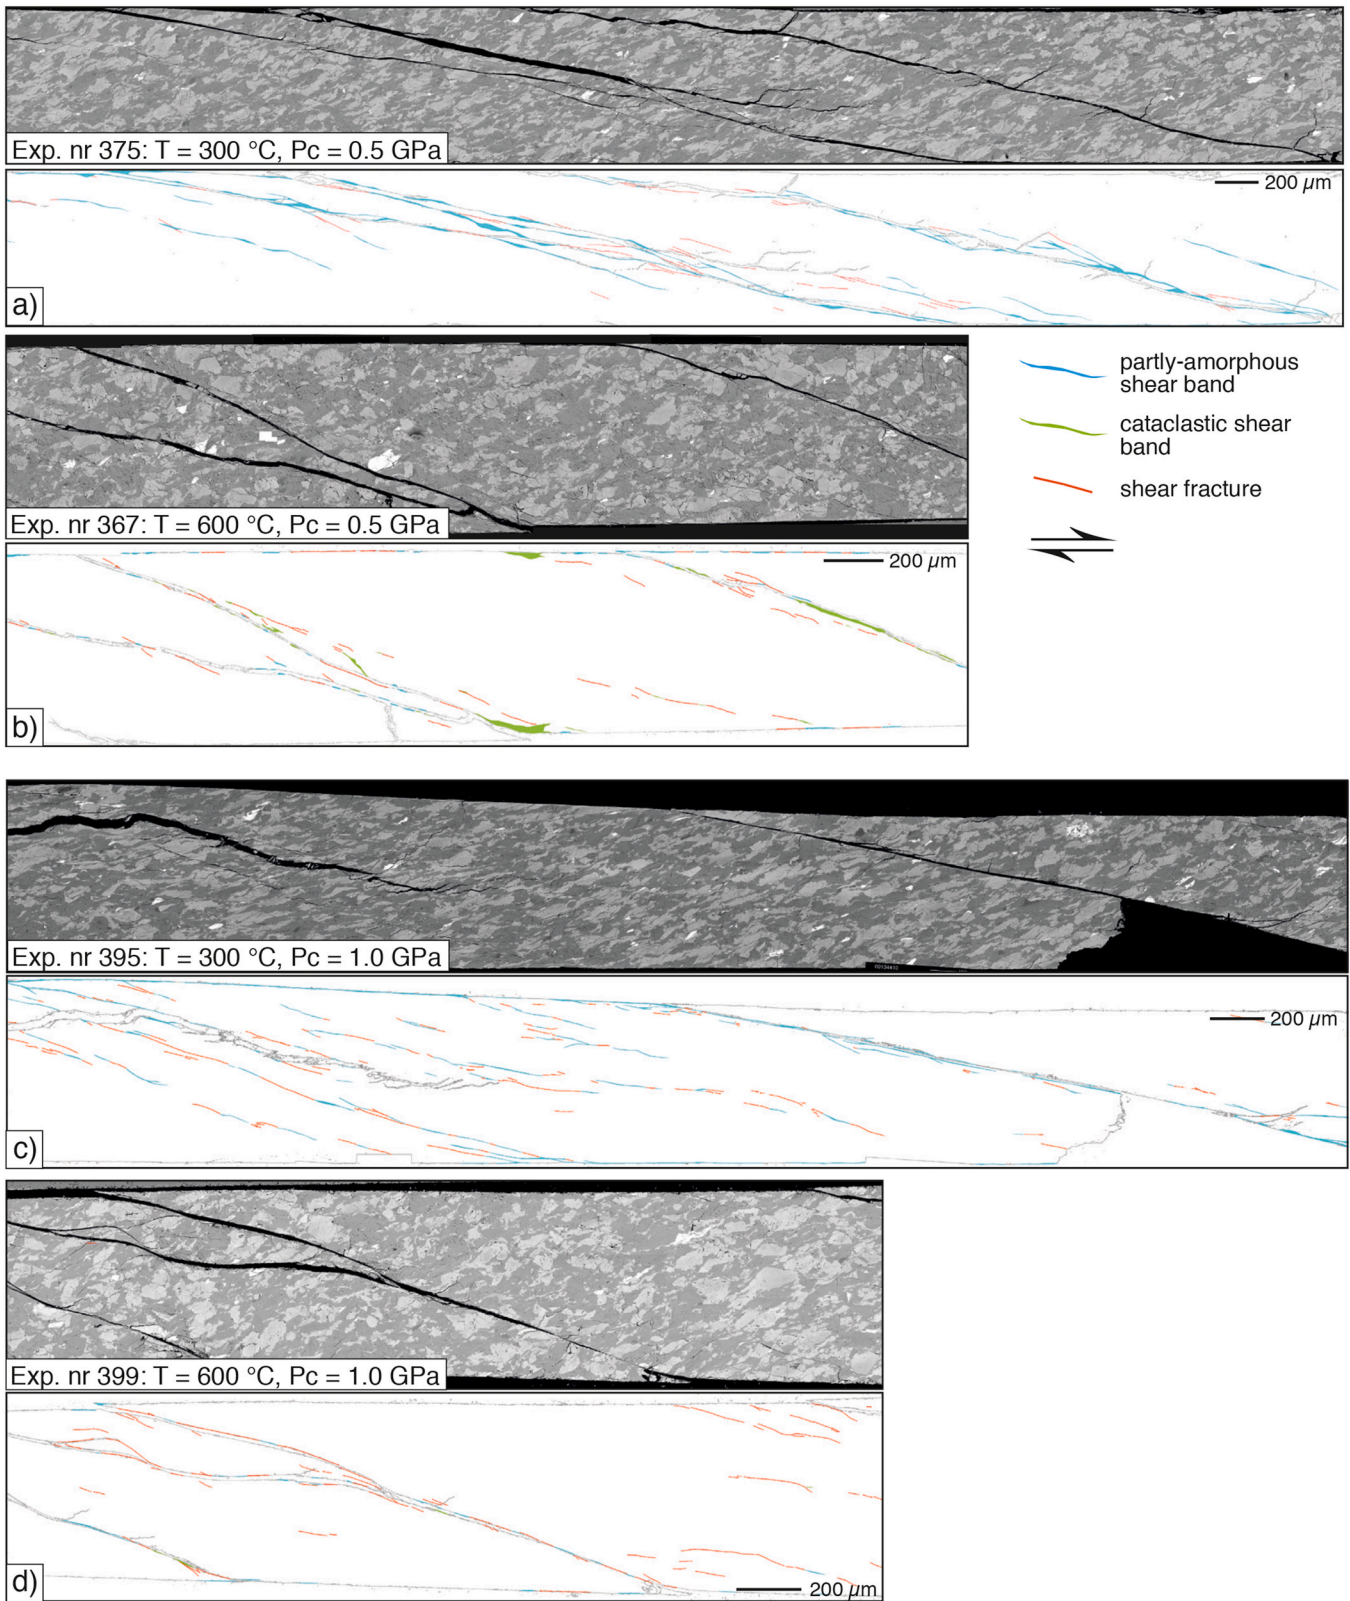 Exp. nr 375: T = 300 °C, Pc = 0.5 GPa
200 µm
a)
partly-amorphous
shear band
cataclastic shear
band
shear fracture
Exp. nr 367: T = 600 °C, Pc = 0.5 GPa
200 µm
b)
Exp. nr 395: T = 300 °C, Pc = 1.0 GPa
200 µm
c)
Exp. nr 399: T = 600 °C, Pc = 1.0 GPa
200 µm
d)